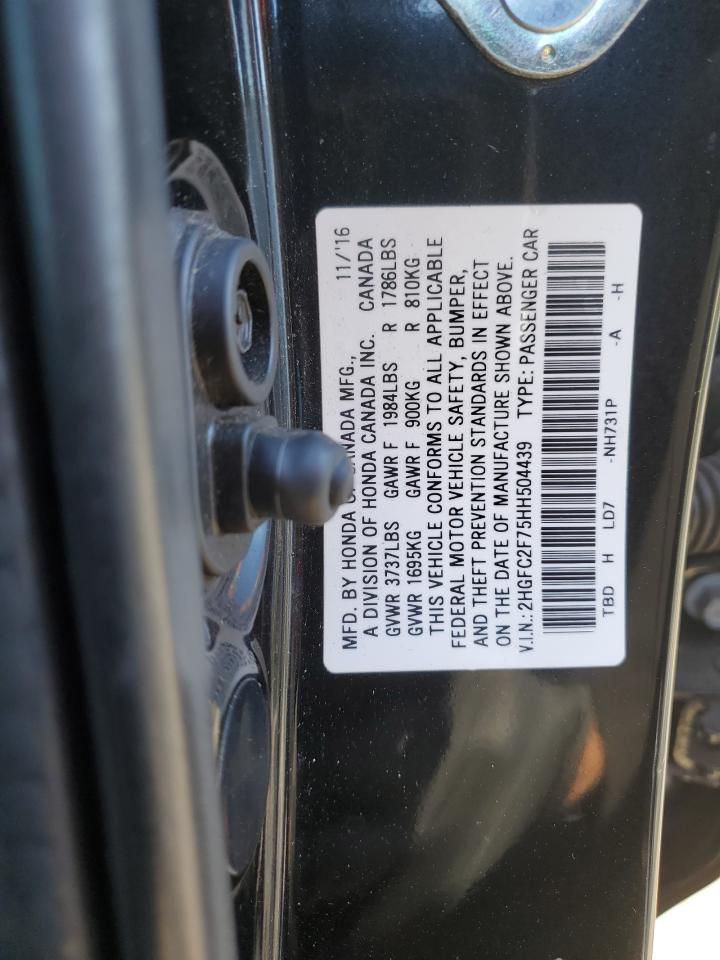 MFD. BY HONDA OF CANADA MFG., 11/'16
A DIVISION OF HONDA CANADA INC. CANADA
GVWR 3737LBS GAWR F 1984LBS R 1786LBS
GVWR 1695KG GAWR F 900KG R 810KG
THIS VEHICLE CONFORMS TO ALL APPLICABLE
FEDERAL MOTOR VEHICLE SAFETY, BUMPER,
AND THEFT PREVENTION STANDARDS IN EFFECT
ON THE DATE OF MANUFACTURE SHOWN ABOVE.
V.I.N.: 2HGFC2F75HH504439 TYPE: PASSENGER CAR
TBD H LD7 -NH731P -A -H